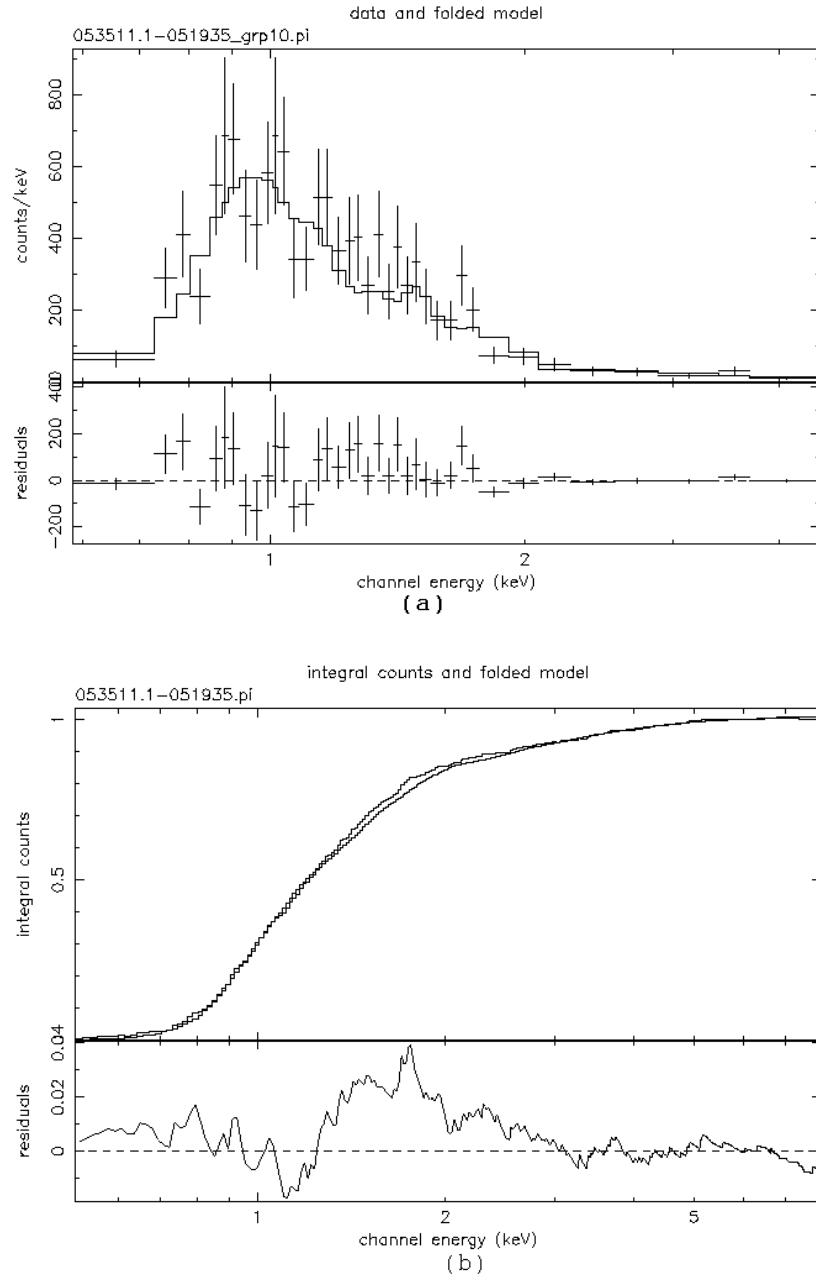 data and folded model
053511.1−051935_grp10.pi
counts/keV
800
600
400
200
0
residuals
400
200
0
−200
1
2
channel energy (keV)
(a)
integral counts and folded model
053511.1−051935.pi
integral counts
1
0.5
0
residuals
0.04
0.02
0
1
2
5
channel energy (keV)
(b)